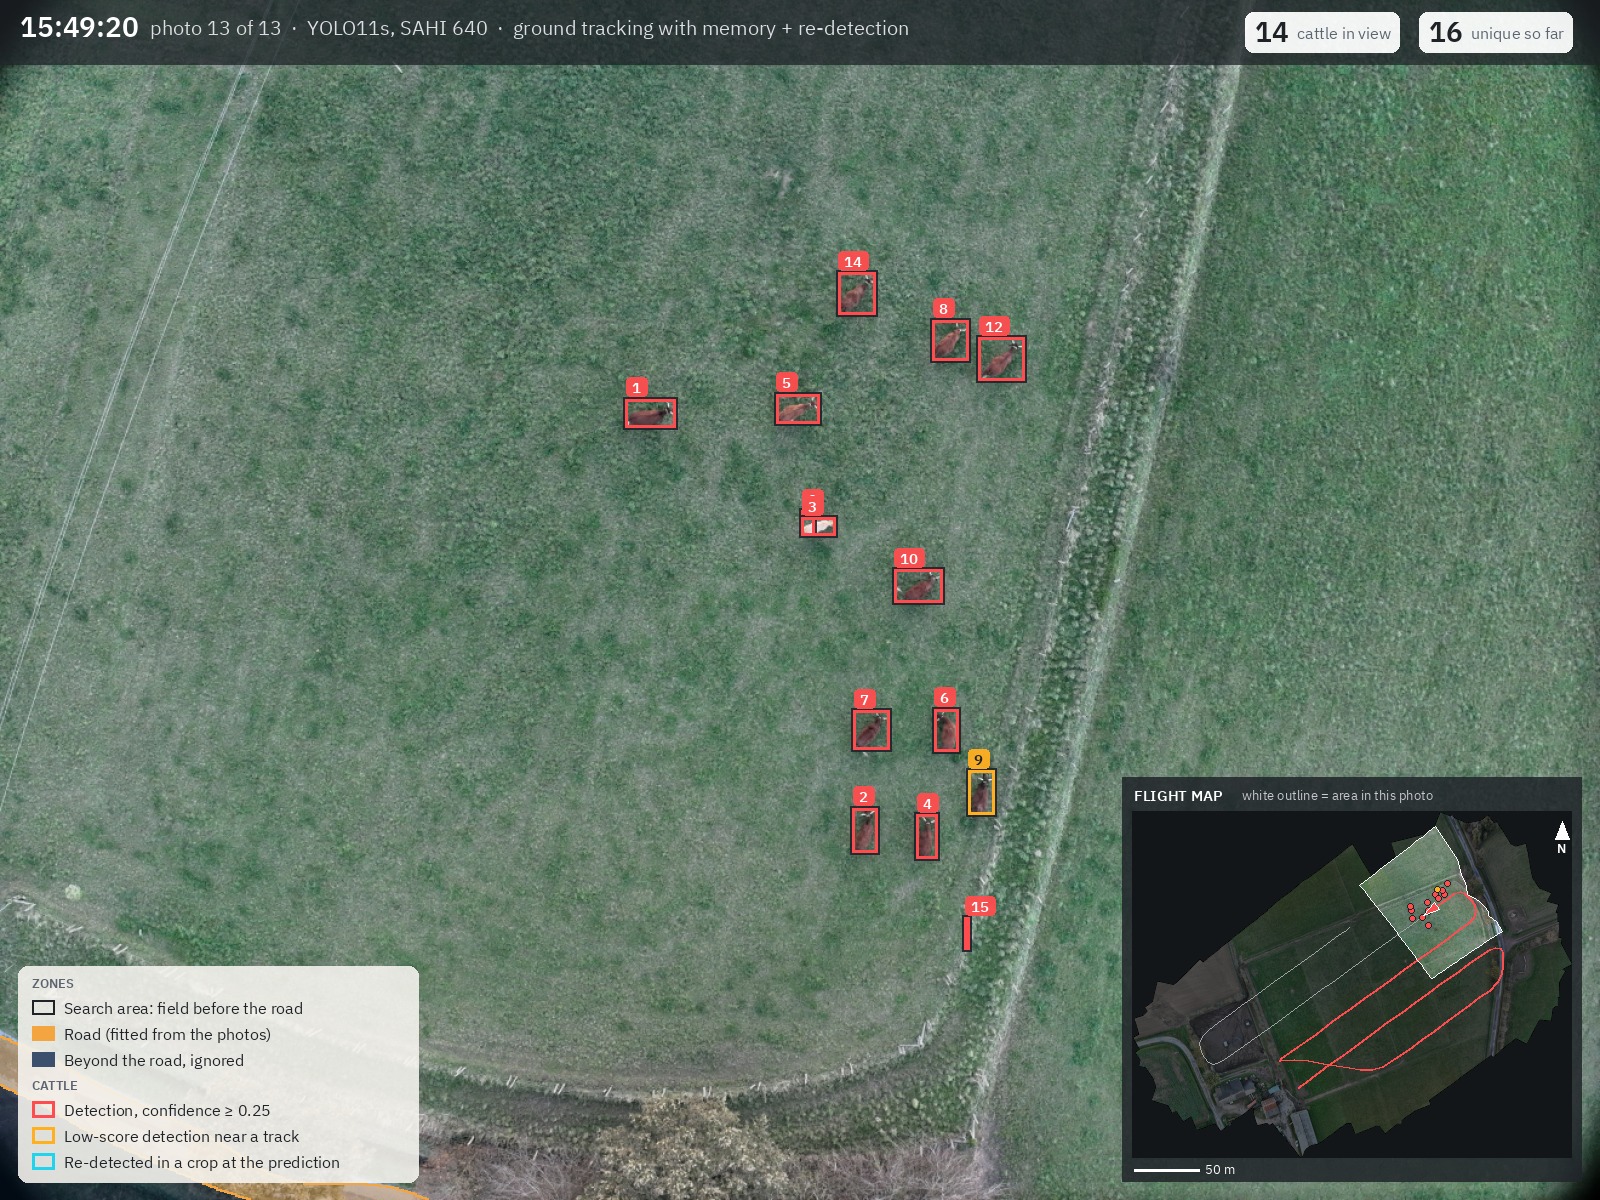 15:49:20 photo 13 of 13 · YOLO11s, SAHI 640 · ground tracking with memory + re-detection
14 cattle in view
16 unique so far
14
8
12
1
5
-
3
10
7
6
9
2
4
15
ZONES
Search area: field before the road
Road (fitted from the photos)
Beyond the road, ignored
CATTLE
Detection, confidence ≥ 0.25
Low-score detection near a track
Re-detected in a crop at the prediction
FLIGHT MAP white outline = area in this photo
N
50 m